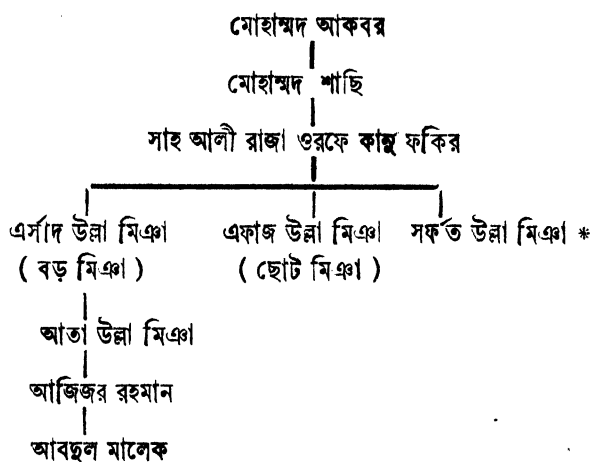 মোহাম্মদ আকবর
মোহাম্মদ শাছি
সাহ আলী রাজা ওরফে কানু ফকির
এর্সাদ উল্লা মিঞা এফাজ উল্লা মিঞা সর্ফত উল্লা মিঞা *
( বড় মিঞা ) ( ছোট মিঞা )
আতা উল্লা মিঞা
আজিজর রহমান
আবদুল মালেক